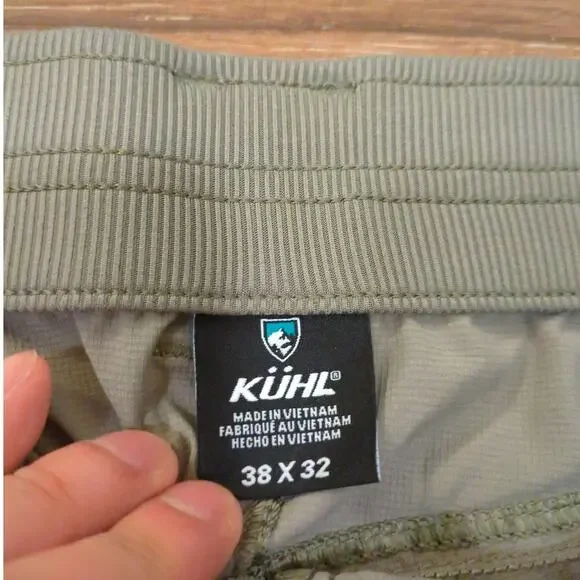 KÜHL®
MADE IN VIETNAM
FABRIQUÉ AU VIETNAM
HECHO EN VIETNAM
38 X 32